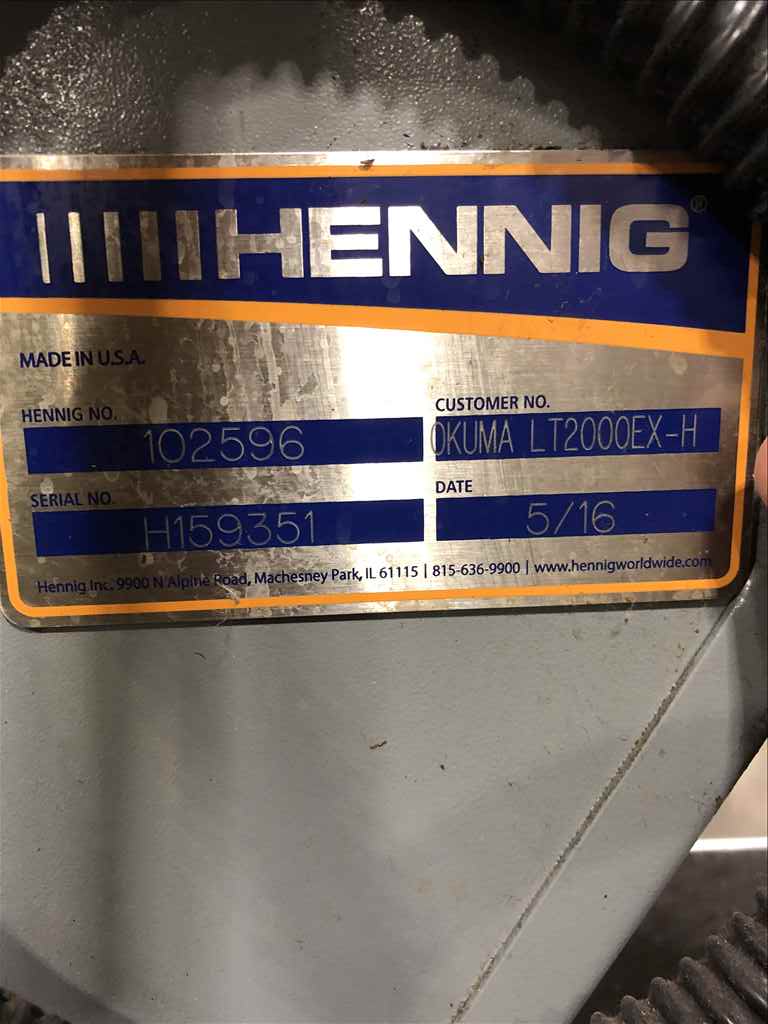 HENNIG®
MADE IN U.S.A.
HENNIG NO.
102596
CUSTOMER NO.
OKUMA LT2000EX-H
SERIAL NO.
H159351
DATE
5/16
Hennig Inc. 9900 N Alpine Road, Machesney Park, IL 61115 | 815-636-9900 | www.hennigworldwide.com